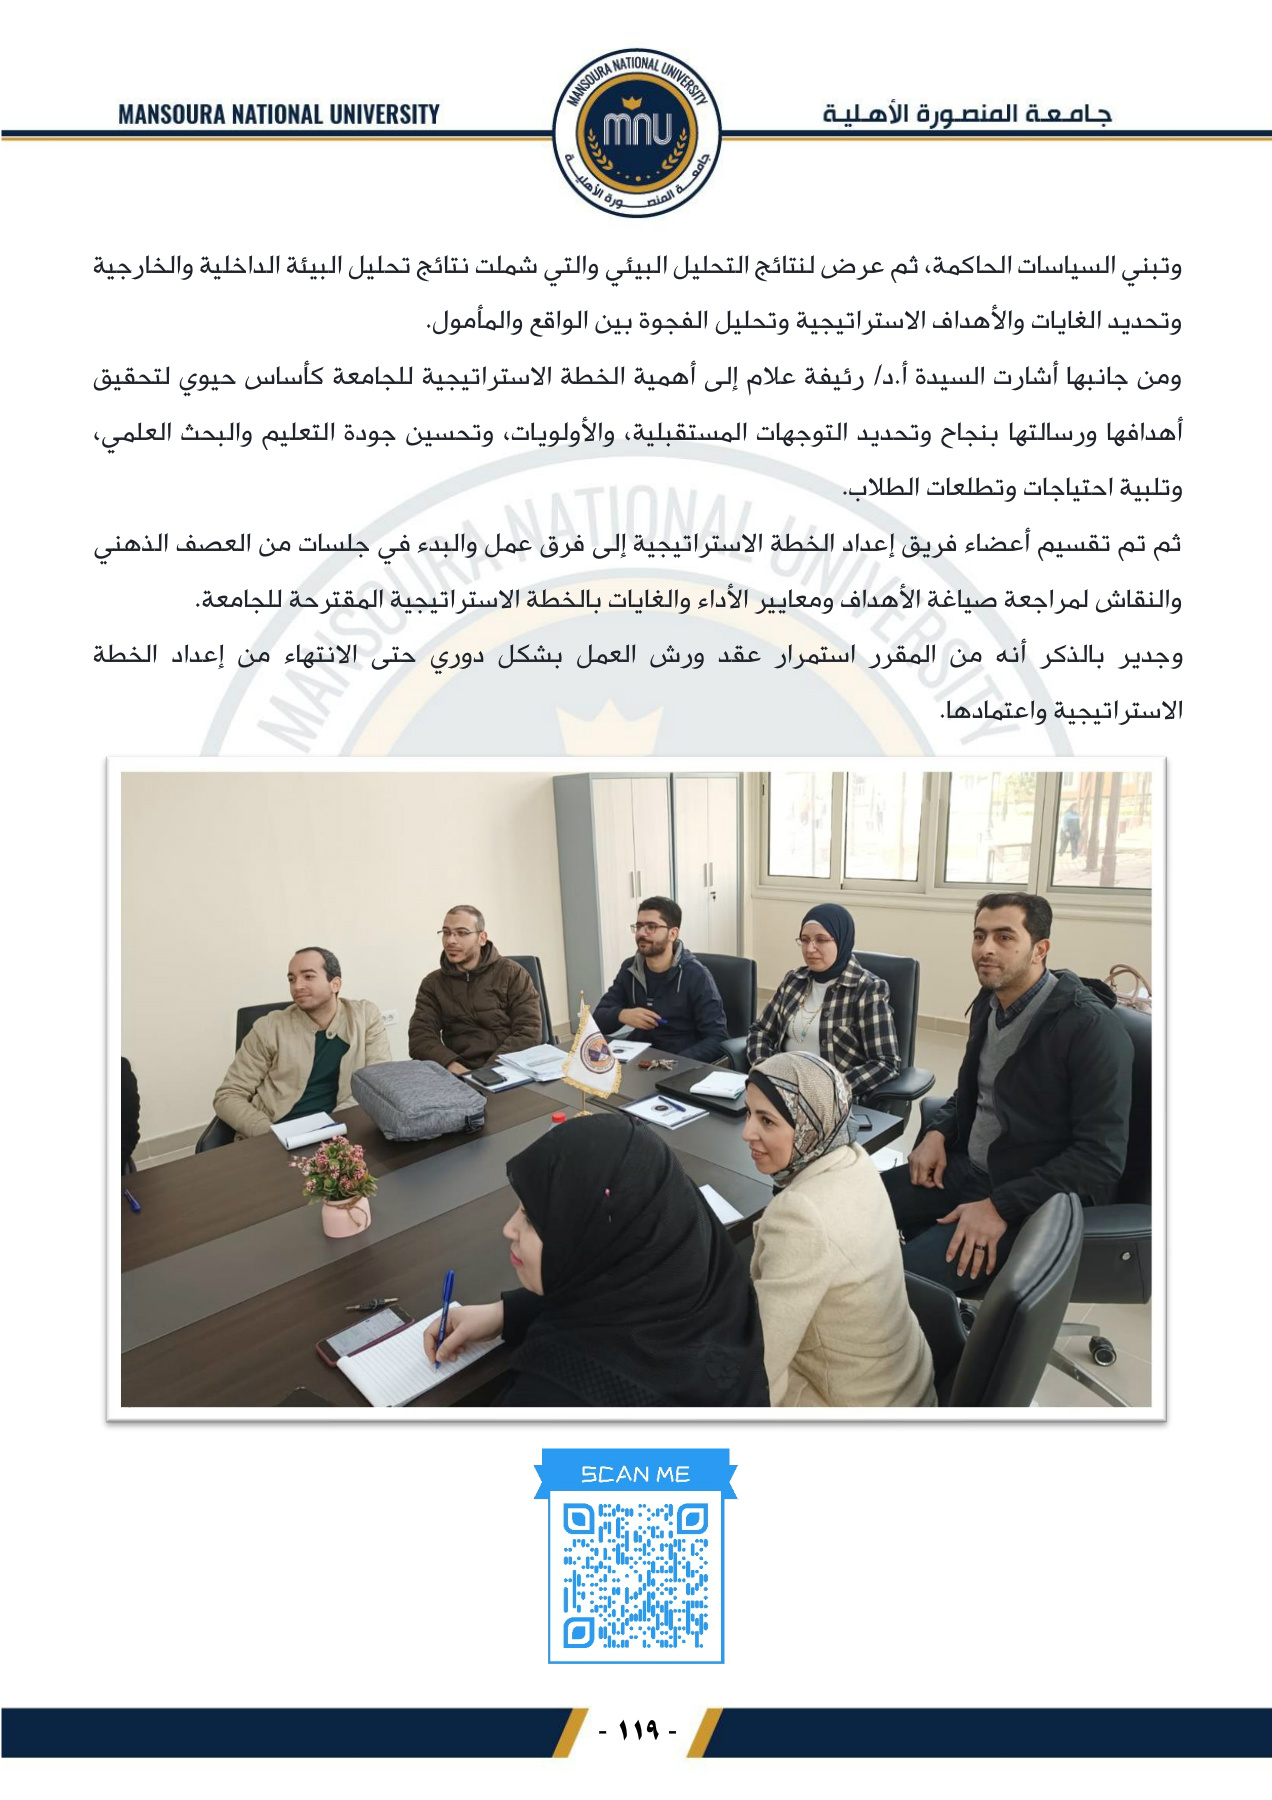 MANSOURA NATIONAL UNIVERSITY
جامعة المنصورة الأهلية
MANSOURA NATIONAL UNIVERSITY
mnu
جامعة المنصورة الأهلية
وتبني السياسات الحاكمة، ثم عرض لنتائج التحليل البيئي والتي شملت نتائج تحليل البيئة الداخلية والخارجية
وتحديد الغايات والأهداف الاستراتيجية وتحليل الفجوة بين الواقع والمأمول.
ومن جانبها أشارت السيدة أ.د/ رئيفة علام إلى أهمية الخطة الاستراتيجية للجامعة كأساس حيوي لتحقيق
أهدافها ورسالتها بنجاح وتحديد التوجهات المستقبلية، والأولويات، وتحسين جودة التعليم والبحث العلمي،
وتلبية احتياجات وتطلعات الطلاب.
ثم تم تقسيم أعضاء فريق إعداد الخطة الاستراتيجية إلى فرق عمل والبدء في جلسات من العصف الذهني
والنقاش لمراجعة صياغة الأهداف ومعايير الأداء والغايات بالخطة الاستراتيجية المقترحة للجامعة.
وجدير بالذكر أنه من المقرر استمرار عقد ورش العمل بشكل دوري حتى الانتهاء من إعداد الخطة
الاستراتيجية واعتمادها.
MANSOURA NATIONAL UNIVERSITY
SCAN ME
- ١١٩ -